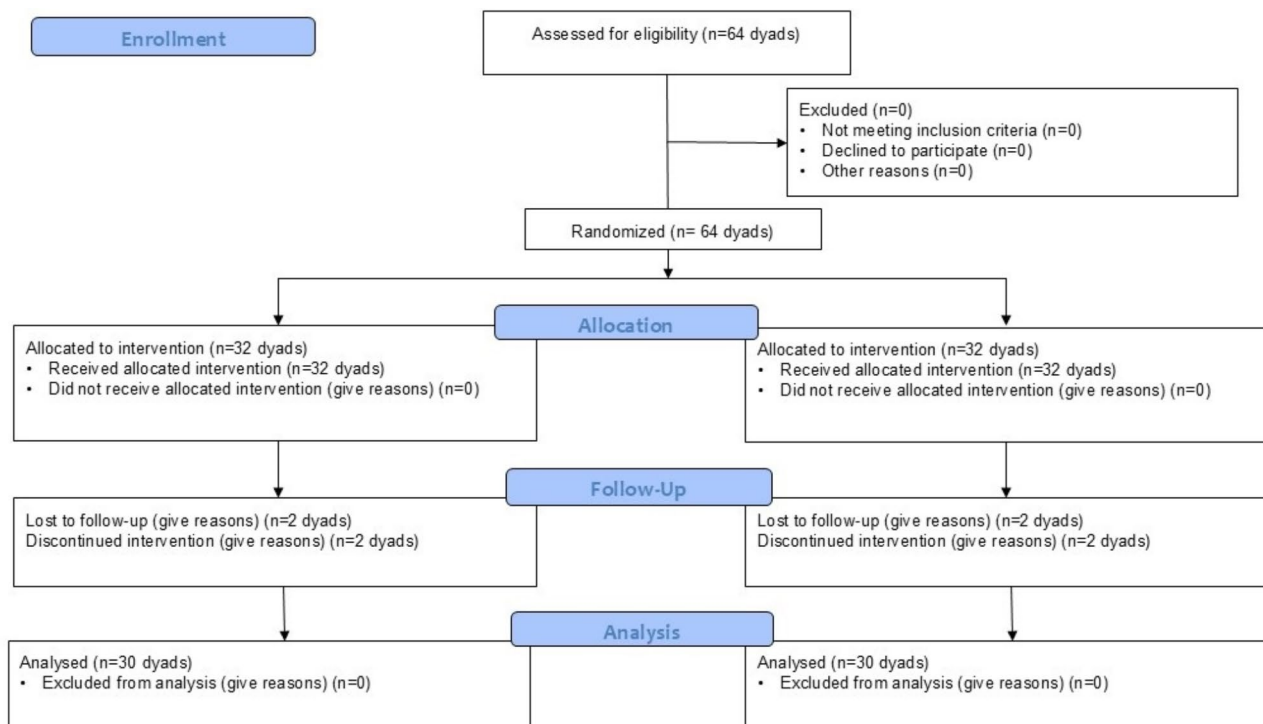 Enrollment
Assessed for eligibility (n=64 dyads)
Excluded (n=0)
• Not meeting inclusion criteria (n=0)
• Declined to participate (n=0)
• Other reasons (n=0)
Randomized (n= 64 dyads)
Allocation
Allocated to intervention (n=32 dyads)
• Received allocated intervention (n=32 dyads)
• Did not receive allocated intervention (give reasons) (n=0)
Allocated to intervention (n=32 dyads)
• Received allocated intervention (n=32 dyads)
• Did not receive allocated intervention (give reasons) (n=0)
Follow-Up
Lost to follow-up (give reasons) (n=2 dyads)
Discontinued intervention (give reasons) (n=2 dyads)
Lost to follow-up (give reasons) (n=2 dyads)
Discontinued intervention (give reasons) (n=2 dyads)
Analysis
Analysed (n=30 dyads)
• Excluded from analysis (give reasons) (n=0)
Analysed (n=30 dyads)
• Excluded from analysis (give reasons) (n=0)